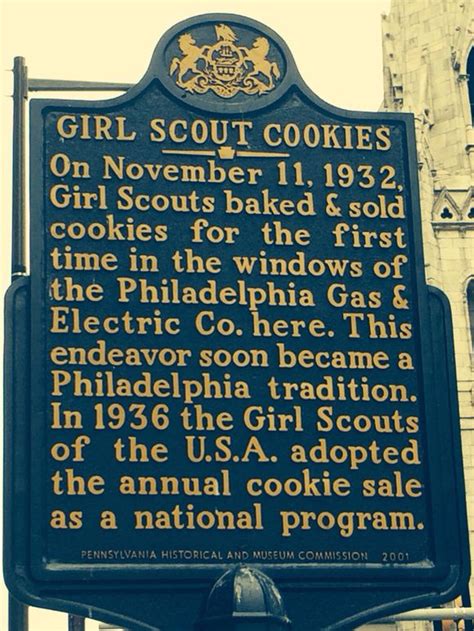 GIRL SCOUT COOKIES
On November 11, 1932,
Girl Scouts baked & sold
cookies for the first
time in the windows of
the Philadelphia Gas &
Electric Co. here. This
endeavor soon became a
Philadelphia tradition.
In 1936 the Girl Scouts
of the U.S.A. adopted
the annual cookie sale
as a national program.
PENNSYLVANIA HISTORICAL AND MUSEUM COMMISSION 2001